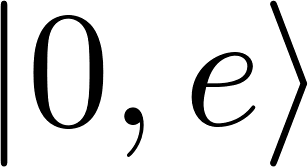 |0, e⟩